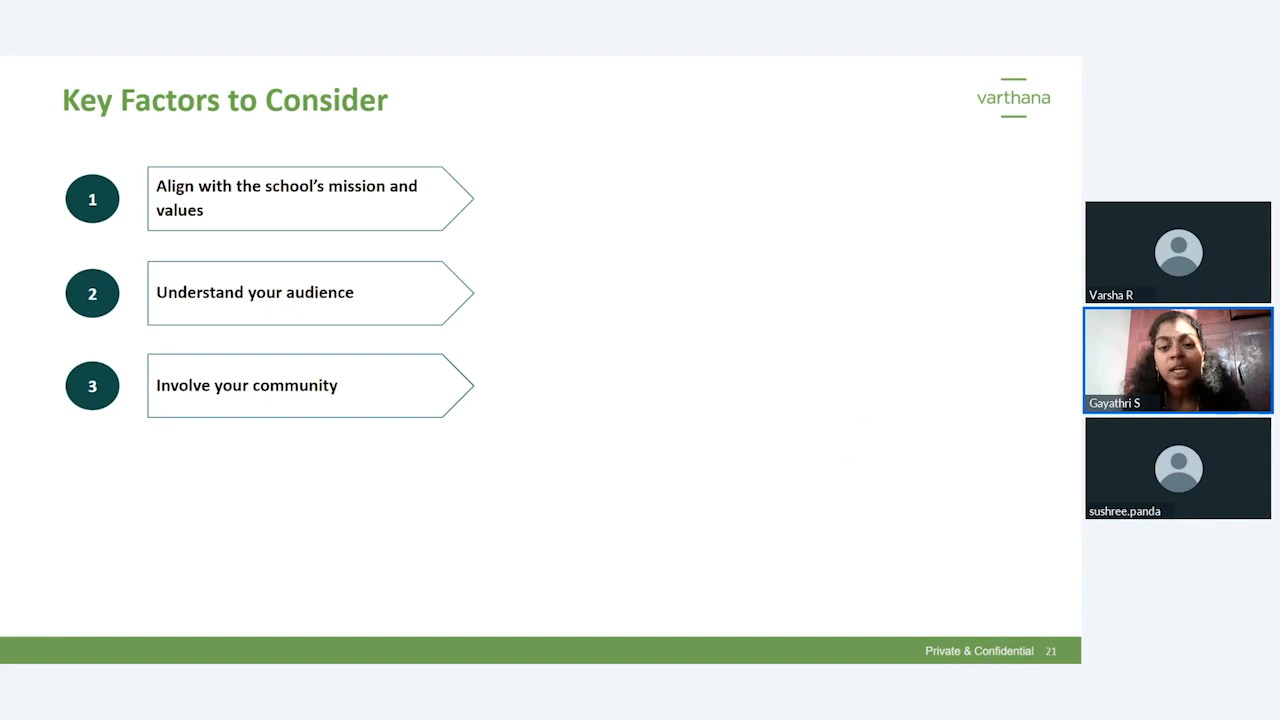 Key Factors to Consider
varthana
1
Align with the school’s mission and
values
2
Understand your audience
3
Involve your community
Varsha R
Gayathri S
sushree.panda
Private & Confidential 21